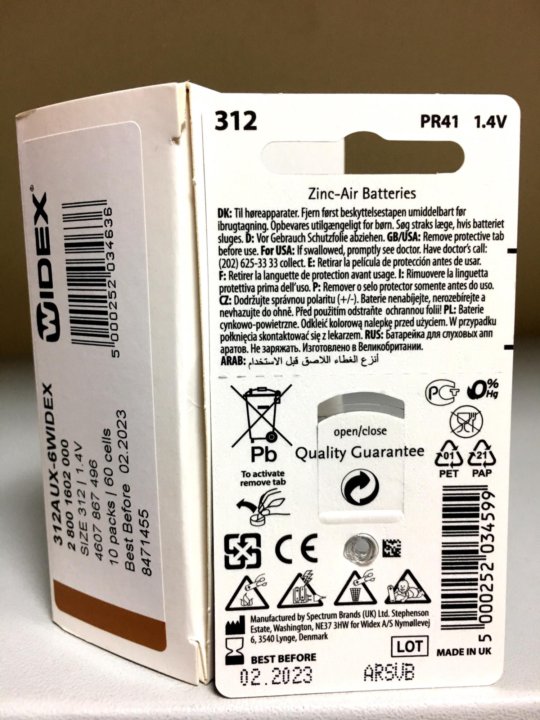 WIDEX®
5 000252 034636
312AUX-6WIDEX
2 800 1602 000
SIZE 312 | 1.4V
4607 867 496
10 packs | 60 cells
Best Before 02.2023
8471455
312 PR41 1.4V
Zinc-Air Batteries
DK: Til høreapparater. Fjern først beskyttelsestapen umiddelbart før
ibrugtagning. Opbevares utilgængeligt for børn. Søg straks læge, hvis batteriet
sluges. D: Vor Gebrauch Schutzfolie abziehen. GB/USA: Remove protective tab
before use. For USA: If swallowed, promptly see doctor. Have doctor's call:
(202) 625-33 33 collect. E: Retirar la película de protección antes de usar.
F: Retirer la languette de protection avant usage. I: Rimuovere la linguetta
protettiva prima dell'uso. P: Remover o selo protector somente antes do uso.
CZ: Dodržujte správnou polaritu (+/-). Baterie nenabíjejte, nerozebírejte a
nevhazujte do ohně. Před použitím odstraňte ochrannou folii! PL: Baterie
cynkowo-powietrzne. Odkleić kolorową nalepkę przed użyciem. W przypadku
połknięcia skontaktować się z lekarzem. RUS: Батарейка для слуховых апп
аратов. Не заряжать. Изготовлено в Великобритании.
ARAB: أنزع الغطاء اللاصق قبل الاستخدام
Pb
open/close
Quality Guarantee
To activate
remove tab
PCT
0% Hg
01
PET
21
PAP
CE
5 000252 034599
Manufactured by Spectrum Brands (UK) Ltd. Stephenson
Estate, Washington, NE37 3HW for Widex A/S Nymøllevej
6, 3540 Lynge, Denmark
BEST BEFORE
02.2023
LOT
ARSVB
MADE IN UK